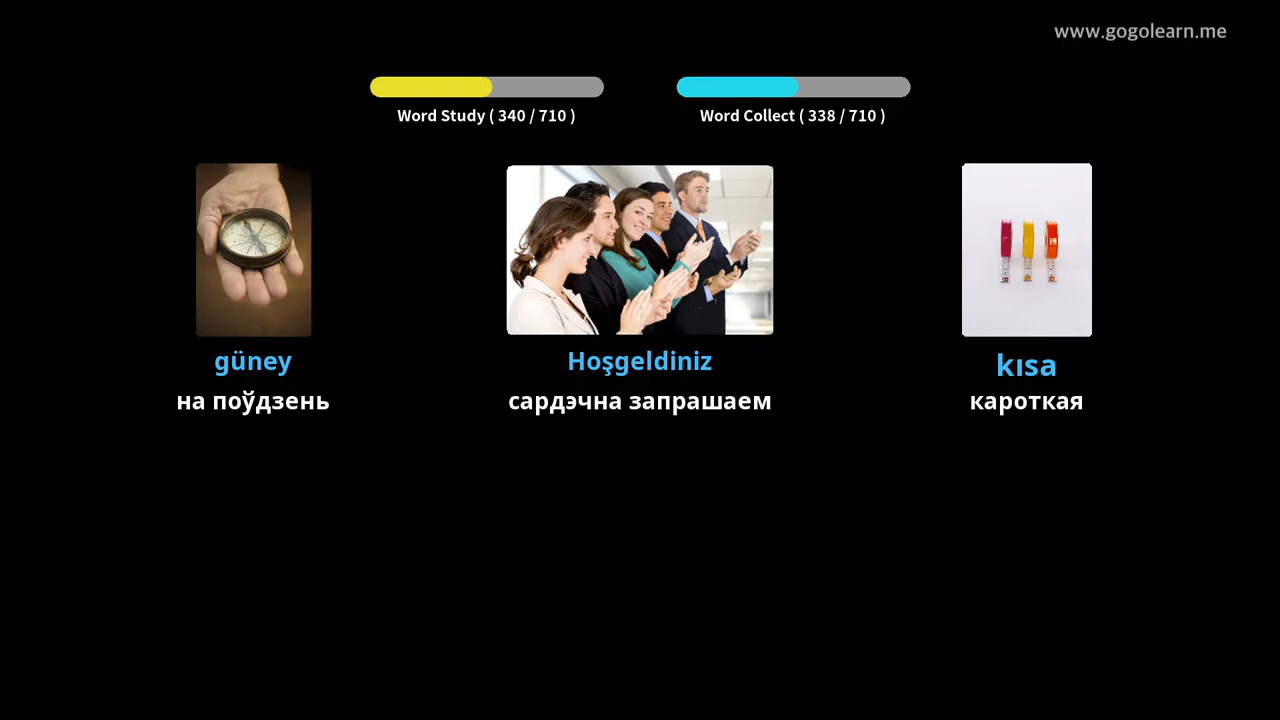 www.gogolearn.me
Word Study ( 340 / 710 )
Word Collect ( 338 / 710 )
güney
Hoşgeldiniz
kısa
на поўдзень
сардэчна запрашаем
кароткая